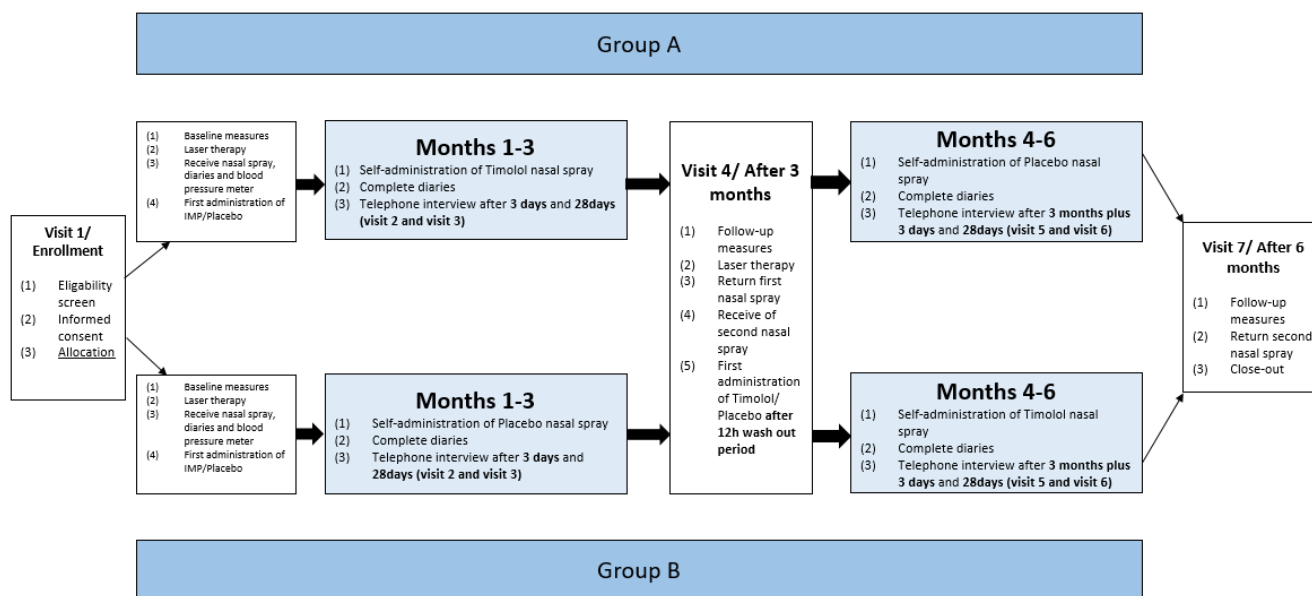 Group A
(1) Baseline measures
(2) Laser therapy
(3) Receive nasal spray,
diaries and blood
pressure meter
(4) First administration of
IMP/Placebo
Months 1-3
(1) Self-administration of Timolol nasal spray
(2) Complete diaries
(3) Telephone interview after 3 days and 28days
(visit 2 and visit 3)
Visit 4/ After 3
months
(1) Follow-up
measures
(2) Laser therapy
(3) Return first
nasal spray
(4) Receive of
second nasal
spray
(5) First
administration
of Timolol/
Placebo after
12h wash out
period
Months 4-6
(1) Self-administration of Placebo nasal
spray
(2) Complete diaries
(3) Telephone interview after 3 months plus
3 days and 28days (visit 5 and visit 6)
Visit 1/
Enrollment
(1) Eligability
screen
(2) Informed
consent
(3) Allocation
Visit 7/ After 6
months
(1) Follow-up
measures
(2) Return second
nasal spray
(3) Close-out
(1) Baseline measures
(2) Laser therapy
(3) Receive nasal spray,
diaries and blood
pressure meter
(4) First administration of
IMP/Placebo
Months 1-3
(1) Self-administration of Placebo nasal spray
(2) Complete diaries
(3) Telephone interview after 3 days and
28days (visit 2 and visit 3)
Months 4-6
(1) Self-administration of Timolol nasal
spray
(2) Complete diaries
(3) Telephone interview after 3 months plus
3 days and 28days (visit 5 and visit 6)
Group B